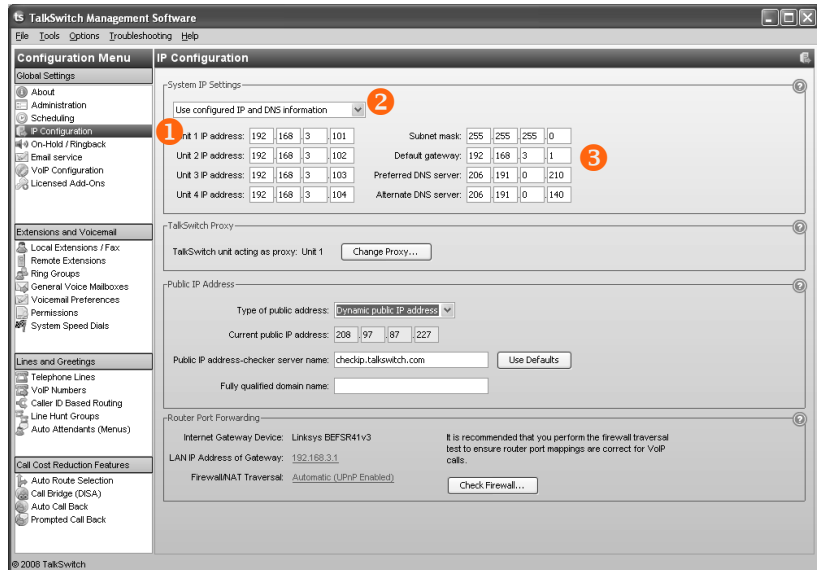 ts TalkSwitch Management Software
File Tools Options Troubleshooting Help
Configuration Menu
Global Settings
About
Administration
Scheduling
IP Configuration
On-Hold / Ringback
Email service
VoIP Configuration
Licensed Add-Ons
Extensions and Voicemail
Local Extensions / Fax
Remote Extensions
Ring Groups
General Voice Mailboxes
Voicemail Preferences
Permissions
System Speed Dials
Lines and Greetings
Telephone Lines
VoIP Numbers
Caller ID Based Routing
Line Hunt Groups
Auto Attendants (Menus)
Call Cost Reduction Features
Auto Route Selection
Call Bridge (DISA)
Auto Call Back
Prompted Call Back
IP Configuration
System IP Settings
Use configured IP and DNS information
2
1
Unit 1 IP address: 192 .168 .3 .101
Unit 2 IP address: 192 .168 .3 .102
Unit 3 IP address: 192 .168 .3 .103
Unit 4 IP address: 192 .168 .3 .104
Subnet mask: 255 .255 .255 .0
Default gateway: 192 .168 .3 .1
Preferred DNS server: 206 .191 .0 .210
Alternate DNS server: 206 .191 .0 .140
3
TalkSwitch Proxy
TalkSwitch unit acting as proxy: Unit 1 Change Proxy...
Public IP Address
Type of public address: Dynamic public IP address
Current public IP address: 208 .97 .87 .227
Public IP address-checker server name: checkip.talkswitch.com Use Defaults
Fully qualified domain name:
Router Port Forwarding
Internet Gateway Device: Linksys BEFSR41v3
LAN IP Address of Gateway: 192.168.3.1
Firewall/NAT Traversal: Automatic (UPnP Enabled)
It is recommended that you perform the firewall traversal
test to ensure router port mappings are correct for VoIP
calls.
Check Firewall...
© 2008 TalkSwitch